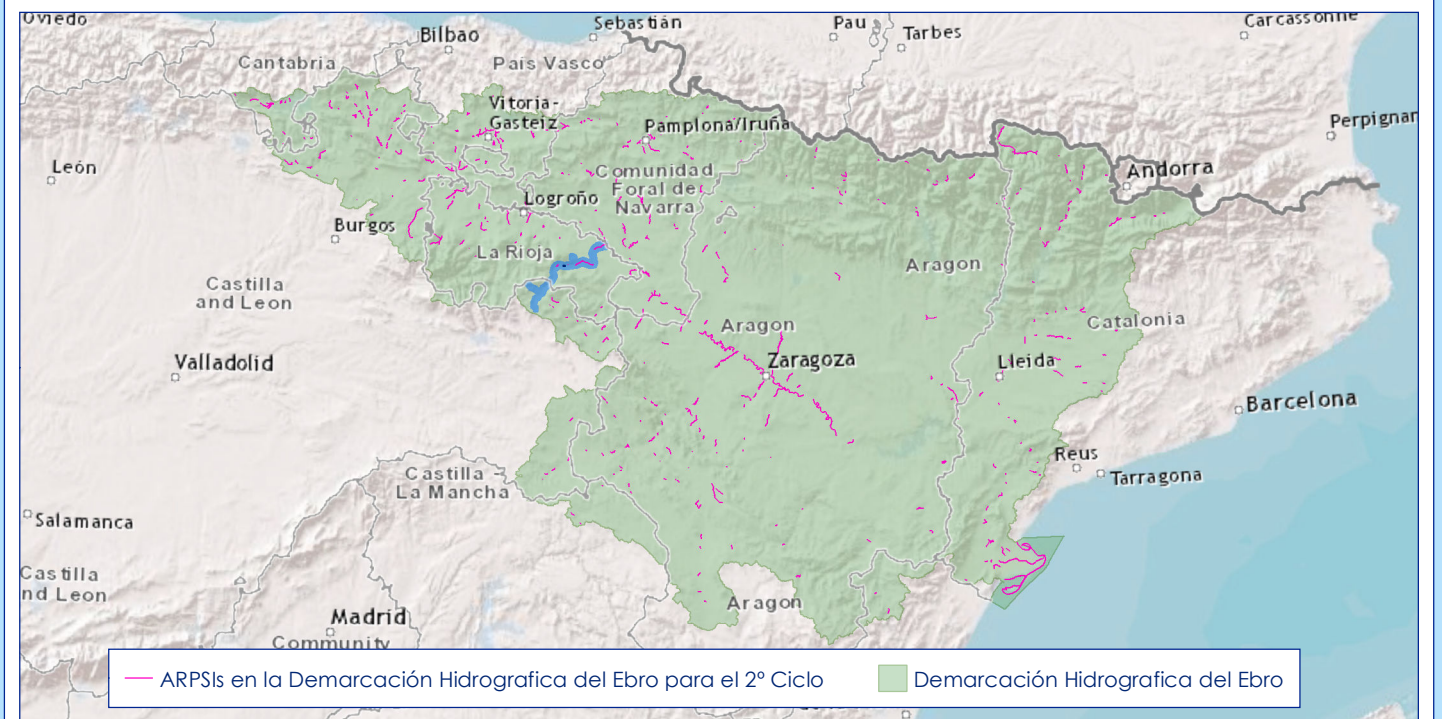 Oviedo
Sebastián
Pau
Carcassonne
Bilbao
Tarbes
Cantabria
País Vasco
Vitoria-
Gasteiz
Pamplona/Iruña
Perpignan
León
Comunidad
Foral de
Navarra
Andorra
Logroño
Burgos
La Rioja
Aragon
Castilla
and Leon
Aragon
Catalonia
Valladolid
Zaragoza
Lleida
Barcelona
Reus
Castilla -
La Mancha
Tarragona
Salamanca
Castilla
nd Leon
Aragon
Madrid
Community
ARPSIs en la Demarcación Hidrografica del Ebro para el 2º Ciclo
Demarcación Hidrografica del Ebro